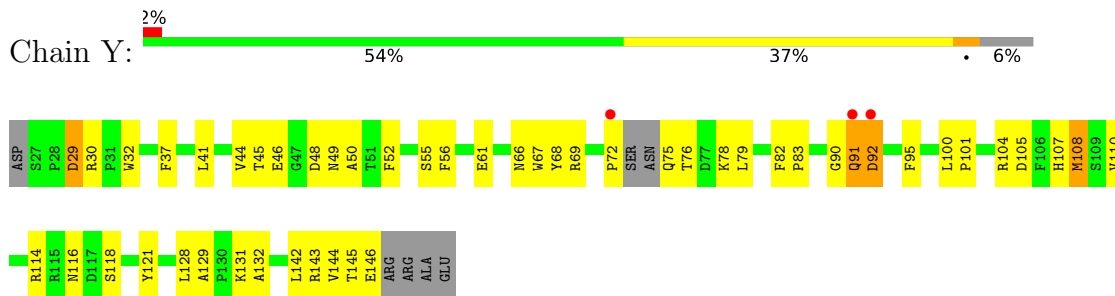 2%
Chain Y:
54% 37% • 6%
ASP S27 P28 D29 R30 P31 W32 F37 L41 V44 T45 E46 G47 D48 N49 A50 T51 F52 S55 F56 E61 N66 W67 Y68 R69 P72 SER ASN Q75 T76 D77 K78 L79 F82 P83 G90 Q91 D92 F95 L100 P101 R104 D105 F106 H107 M108 S109
R114 R115 N116 D117 S118 Y121 L128 A129 P130 K131 A132 L142 R143 V144 T145 E146 ARG ARG ALA GLU